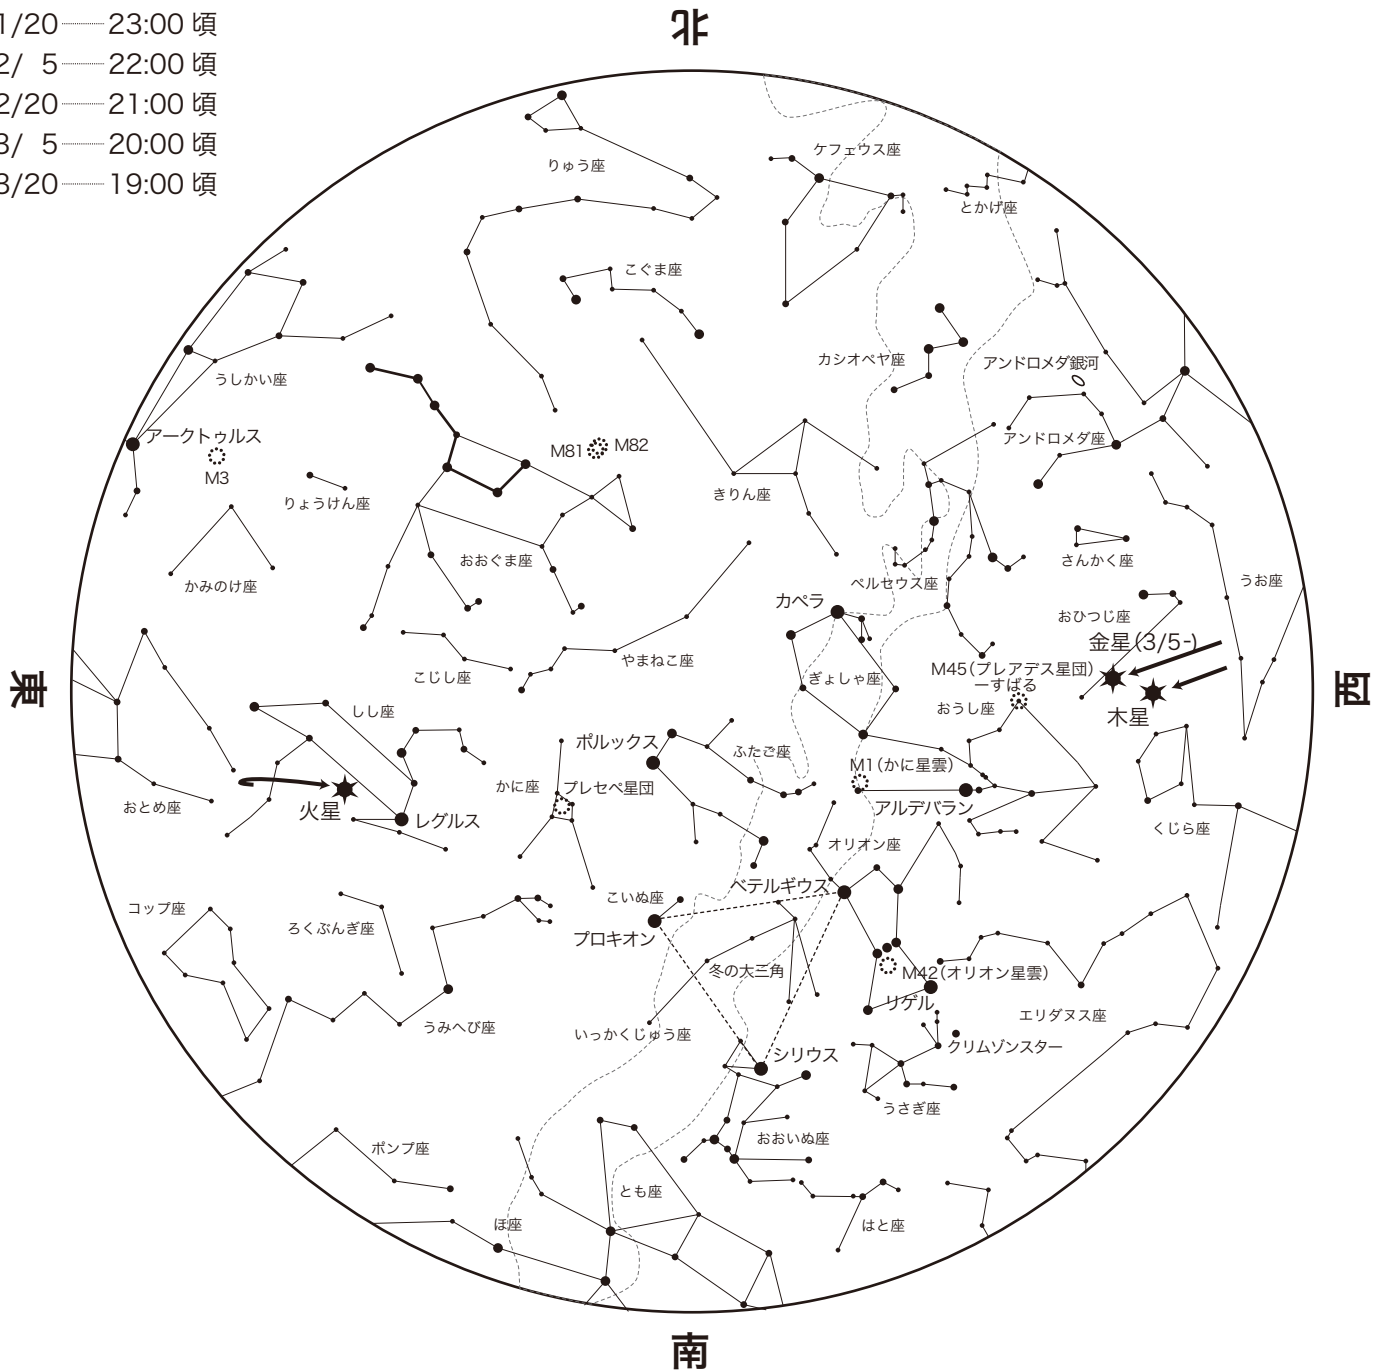 1/20 23:00 頃
2/ 5 22:00 頃
2/20 21:00 頃
3/ 5 20:00 頃
3/20 19:00 頃
北
りゅう座
ケフェウス座
とかげ座
こぐま座
カシオペヤ座
アンドロメダ銀河
うしかい座
アークトゥルス
M3
りょうけん座
M81
M82
きりん座
アンドロメダ座
かみのけ座
おおぐま座
ペルセウス座
さんかく座
うお座
カペラ
おひつじ座
金星(3/5-)
こじし座
やまねこ座
ぎょしゃ座
M45(プレアデス星団)
ーすばる
おうし座
木星
東
西
しし座
ポルックス
ふたご座
M1(かに星雲)
かに座
プレセペ星団
アルデバラン
おとめ座
火星
レグルス
くじら座
オリオン座
ベテルギウス
こいぬ座
プロキオン
コップ座
ろくぶんぎ座
冬の大三角
M42(オリオン星雲)
リゲル
うみへび座
いっかくじゅう座
エリダヌス座
シリウス
クリムゾンスター
うさぎ座
ポンプ座
おおいぬ座
とも座
ほ座
はと座
南